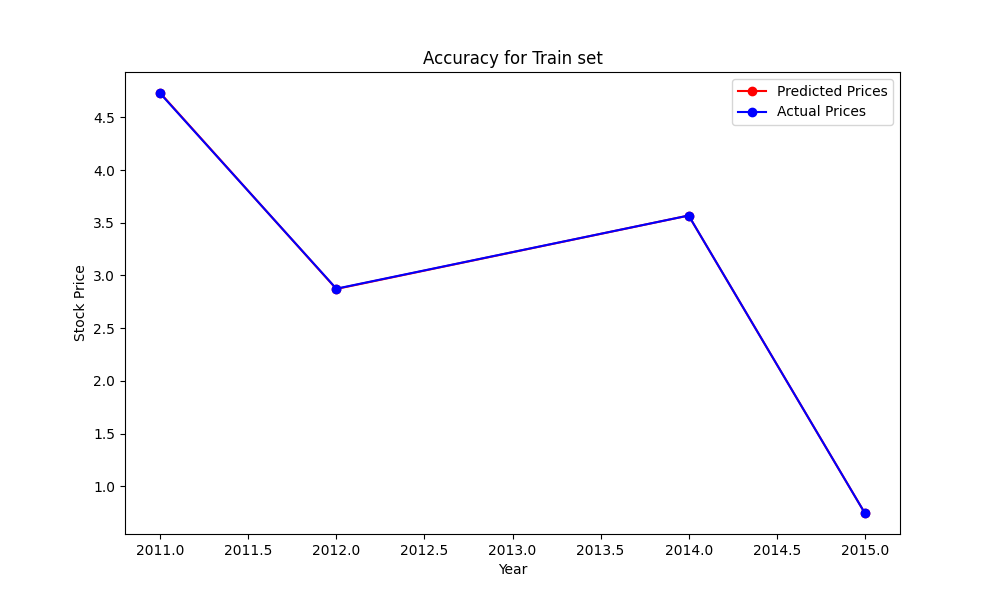 Accuracy for Train set
Predicted Prices
Actual Prices
4.5
4.0
3.5
3.0
2.5
2.0
1.5
1.0
Stock Price
2011.0 2011.5 2012.0 2012.5 2013.0 2013.5 2014.0 2014.5 2015.0
Year